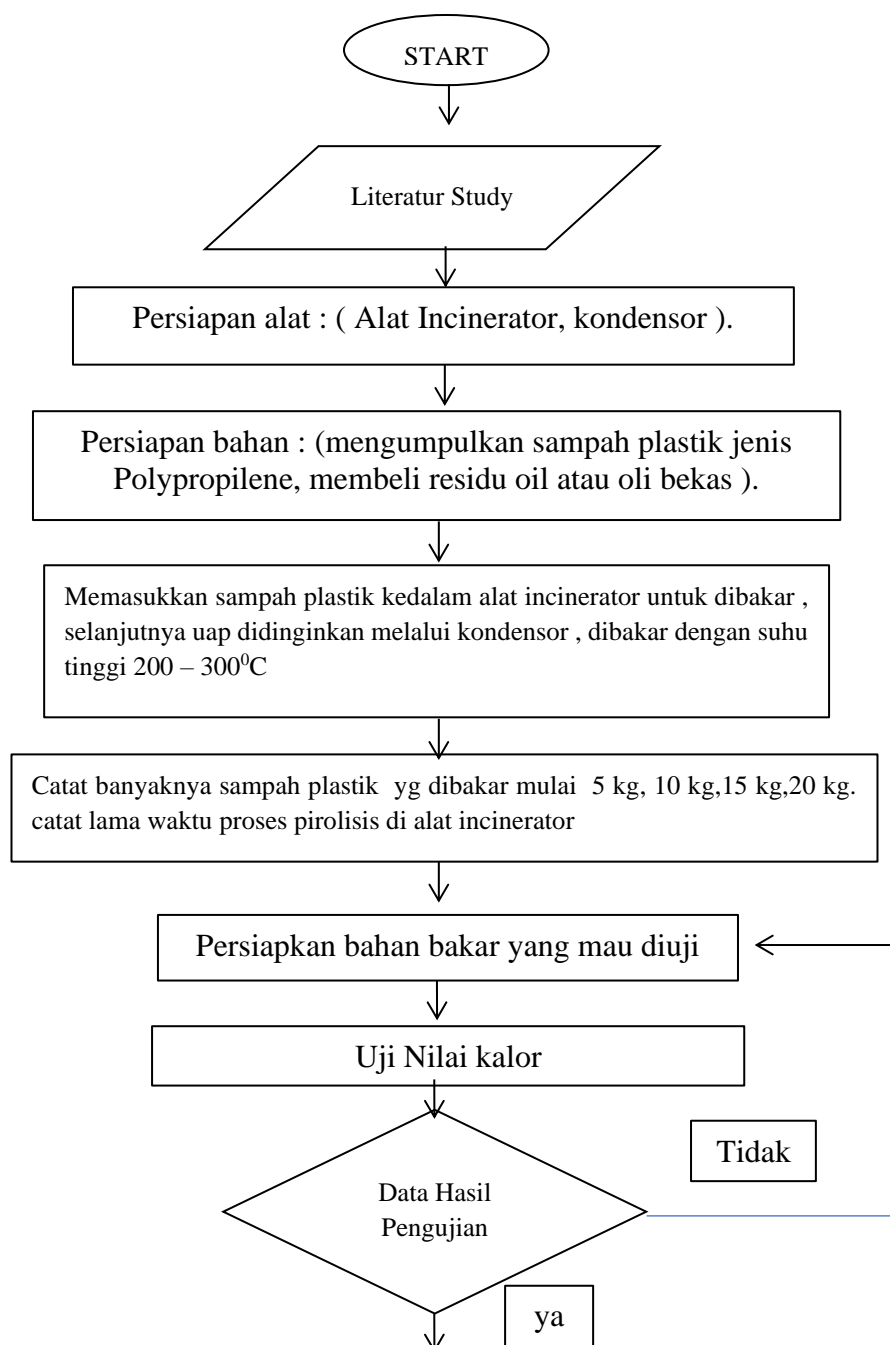 START
Literatur Study
Persiapan alat : ( Alat Incinerator, kondensor ).
Persiapan bahan : (mengumpulkan sampah plastik jenis
Polypropilene, membeli residu oil atau oli bekas ).
Memasukkan sampah plastik kedalam alat incinerator untuk dibakar ,
selanjutnya uap didinginkan melalui kondensor , dibakar dengan suhu
tinggi 200 – 300⁰C
Catat banyaknya sampah plastik yg dibakar mulai 5 kg, 10 kg,15 kg,20 kg.
catat lama waktu proses pirolisis di alat incinerator
Persiapkan bahan bakar yang mau diuji
Uji Nilai kalor
Tidak
Data Hasil
Pengujian
ya